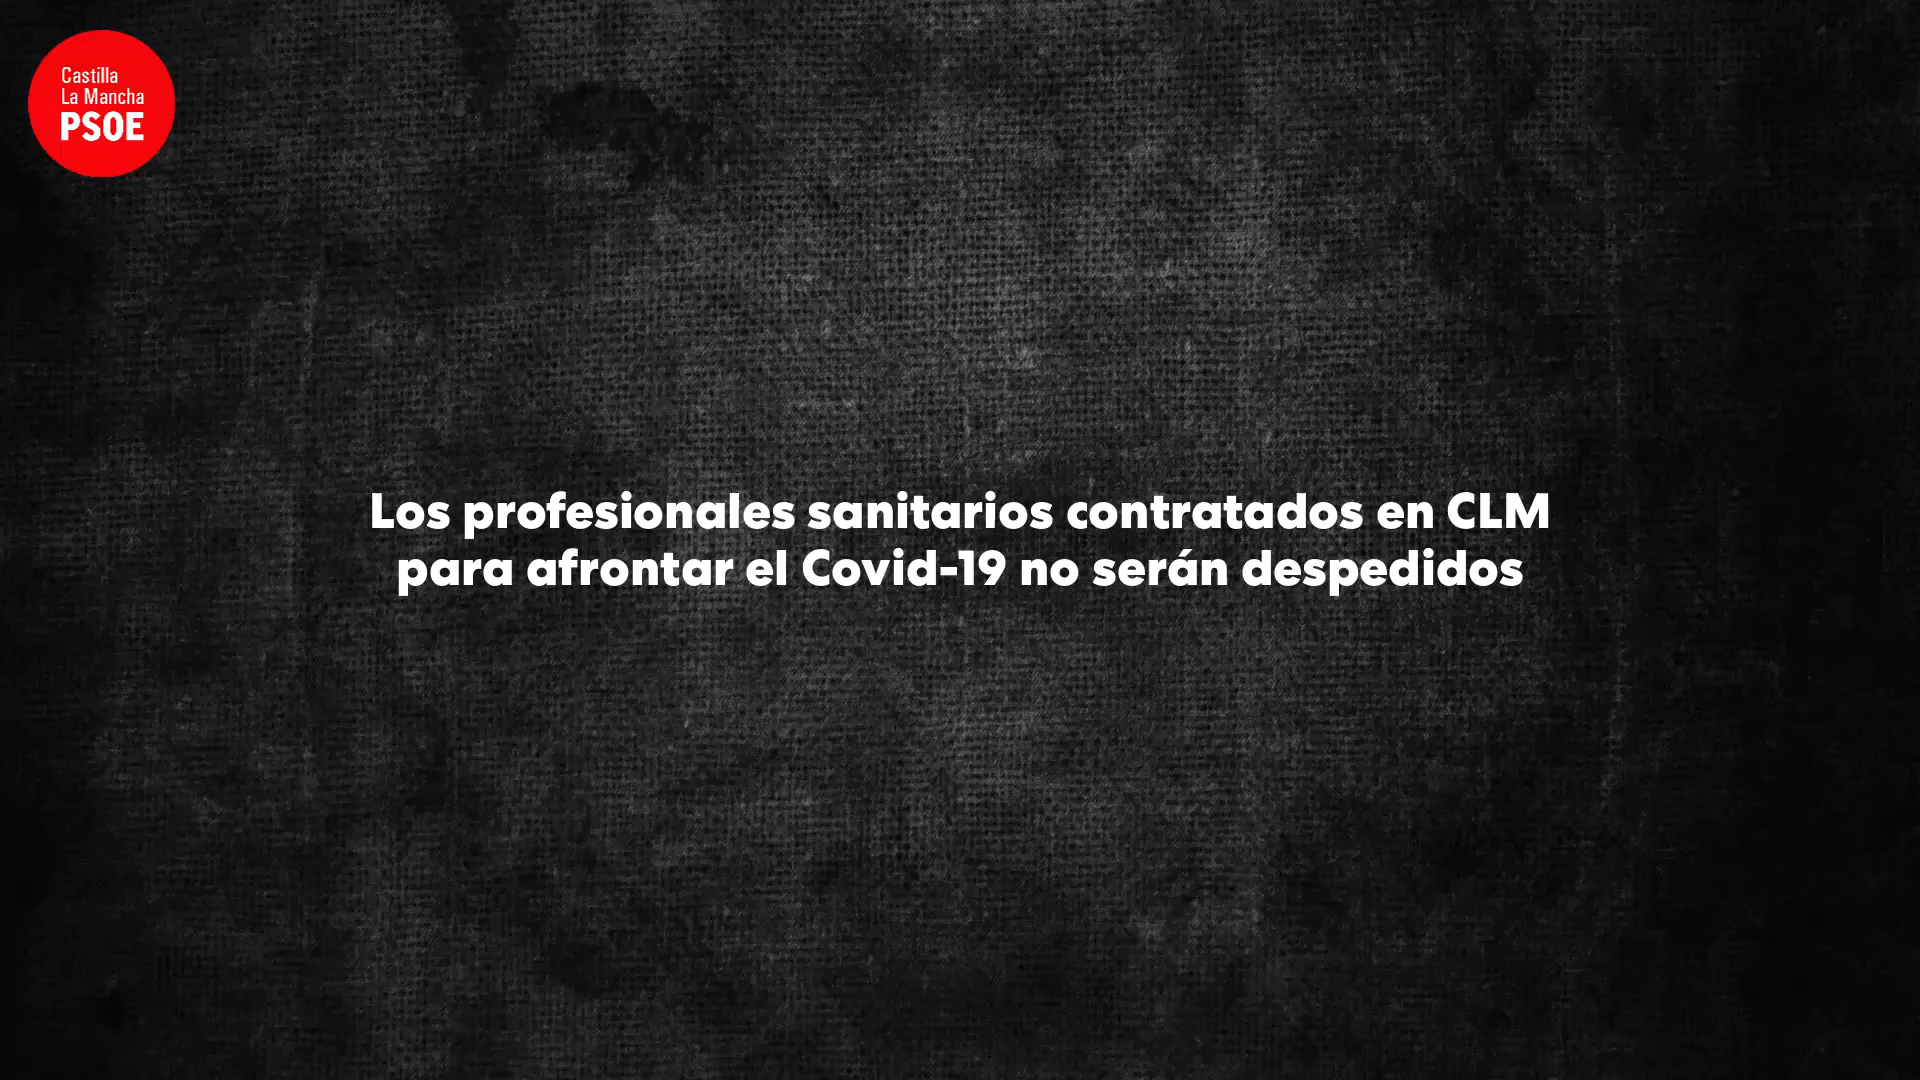 Castilla
La Mancha
PSOE
Los profesionales sanitarios contratados en CLM
para afrontar el Covid-19 no serán despedidos